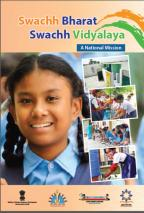 Swachh Bharat
Swachh Vidyalaya
A National Mission